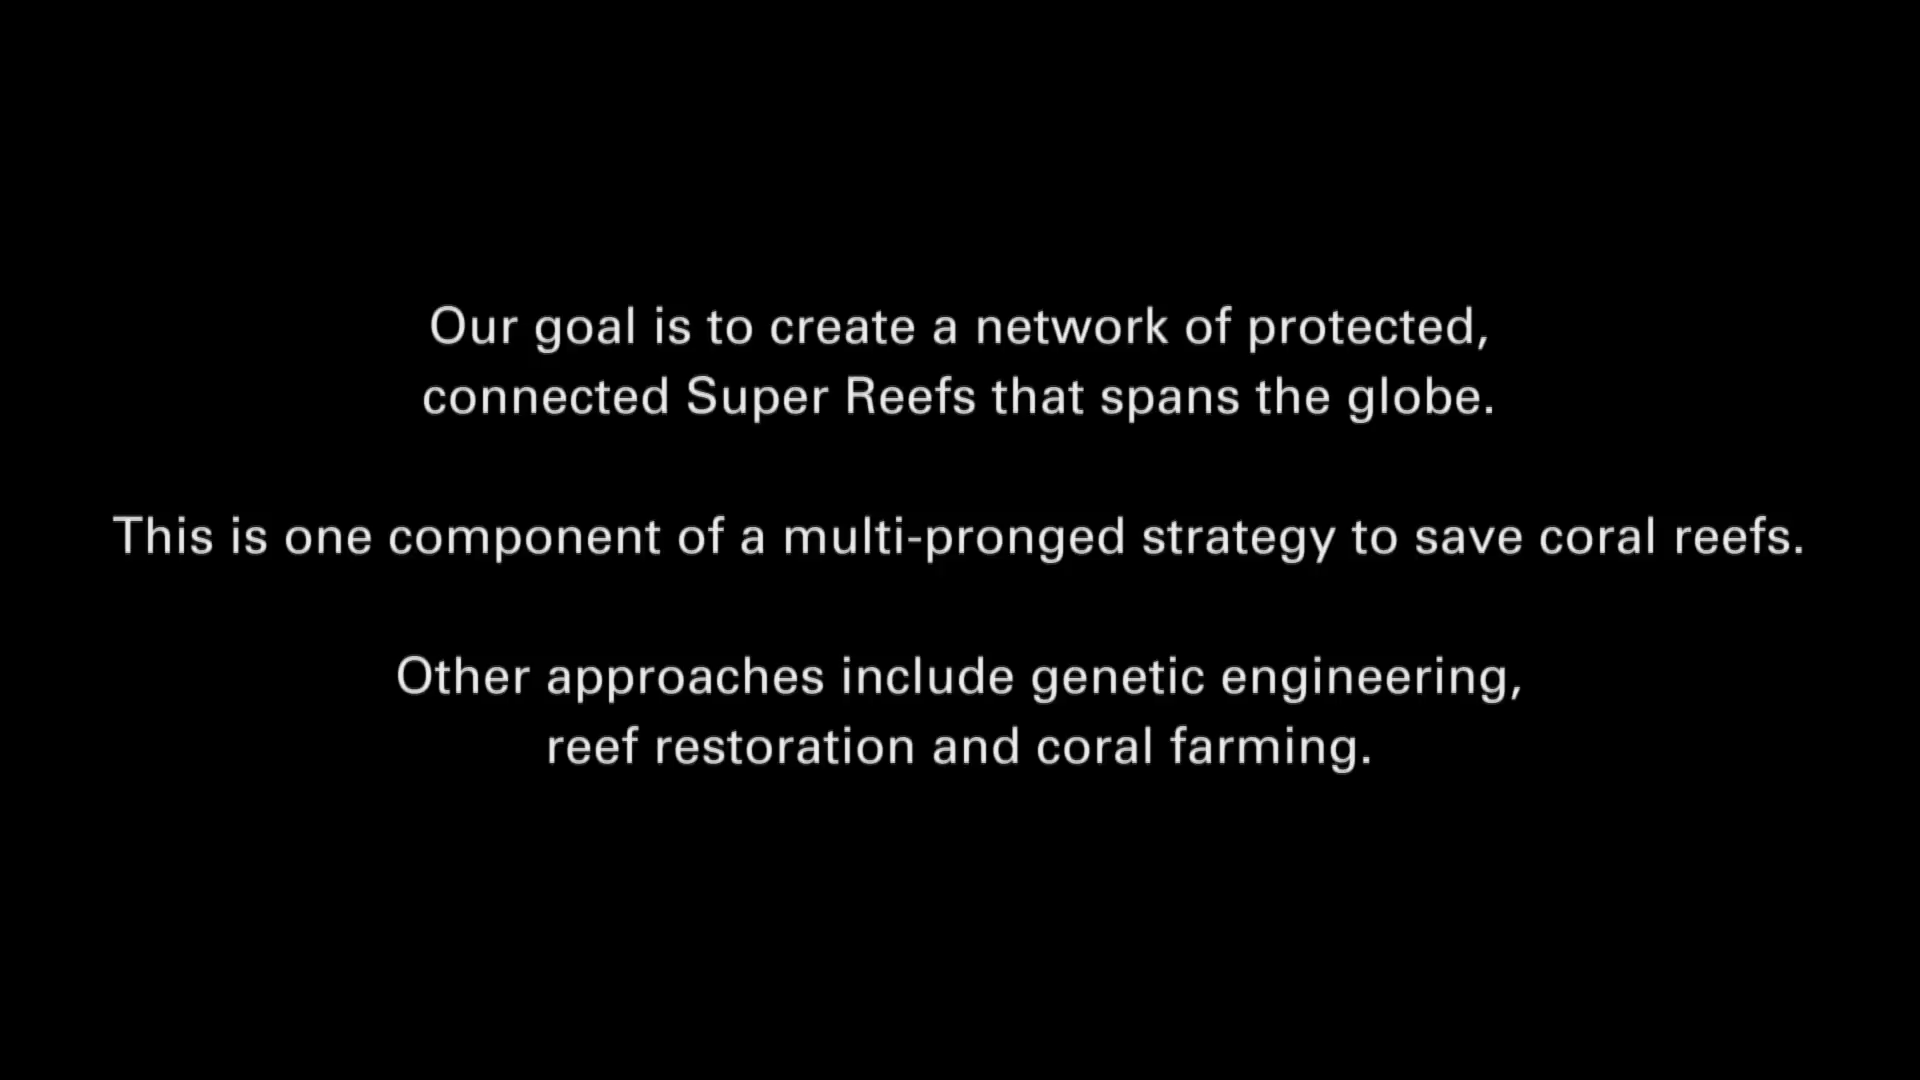 Our goal is to create a network of protected,
connected Super Reefs that spans the globe.
This is one component of a multi-pronged strategy to save coral reefs.
Other approaches include genetic engineering,
reef restoration and coral farming.